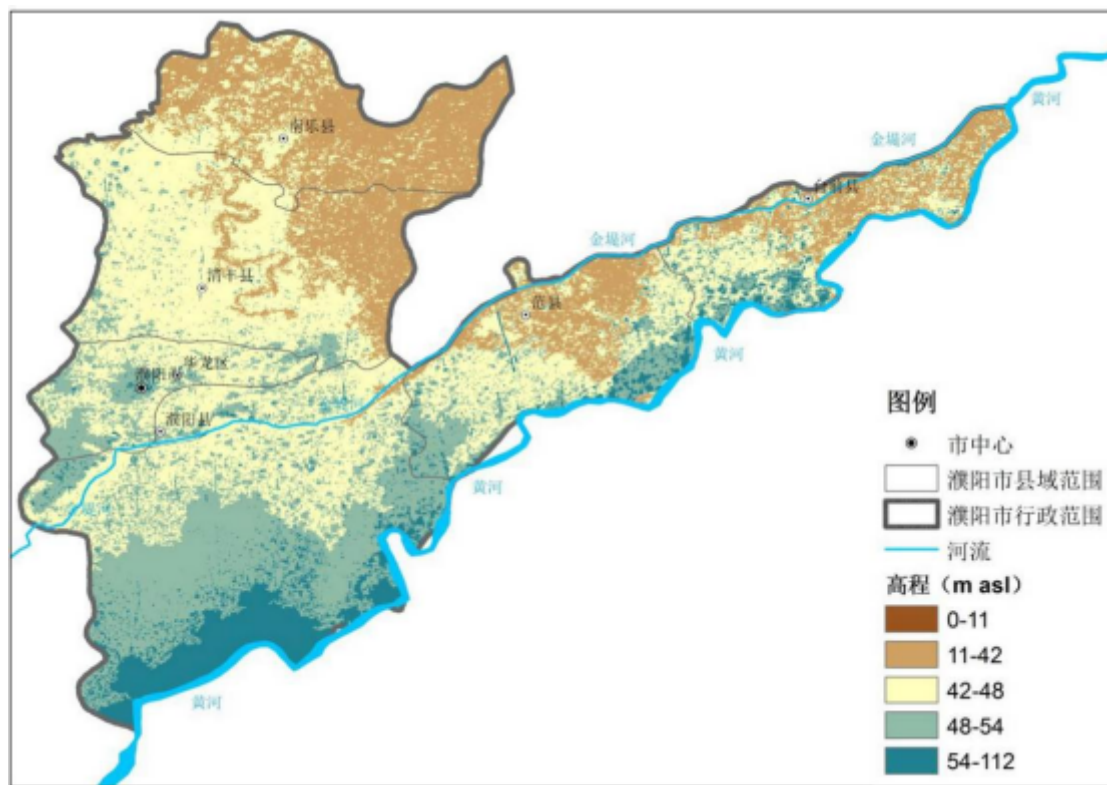 黄河
金堤河
南乐县
台前县
金堤河
清丰县
范县
华龙区
濮阳市
黄河
濮阳县
黄河
黄河
图例
市中心
濮阳市县域范围
濮阳市行政范围
河流
高程（m asl）
0-11
11-42
42-48
48-54
54-112